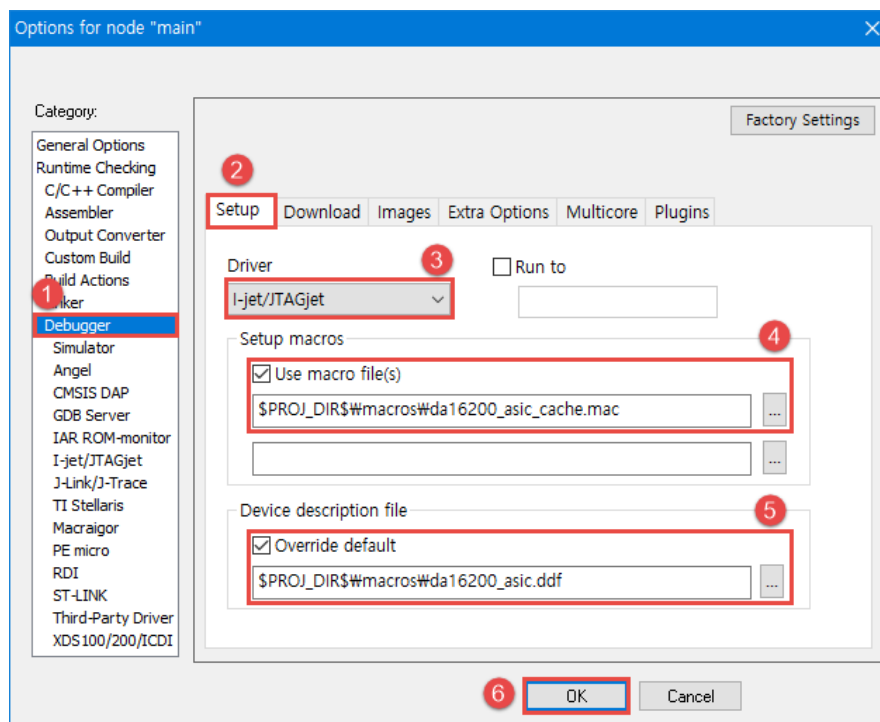 Options for node "main"
Category:
Factory Settings
General Options
Runtime Checking
C/C++ Compiler
Assembler
Output Converter
Custom Build
Build Actions
Linker
Debugger
Simulator
Angel
CMSIS DAP
GDB Server
IAR ROM-monitor
I-jet/JTAGjet
J-Link/J-Trace
TI Stellaris
Macraigor
PE micro
RDI
ST-LINK
Third-Party Driver
XDS100/200/ICDI
1
2
Setup Download Images Extra Options Multicore Plugins
Driver
3
Run to
I-jet/JTAGjet
Setup macros
4
Use macro file(s)
$PROJ_DIR$₩macros₩da16200_asic_cache.mac
...
...
Device description file
5
Override default
$PROJ_DIR$₩macros₩da16200_asic.ddf
...
6
OK
Cancel